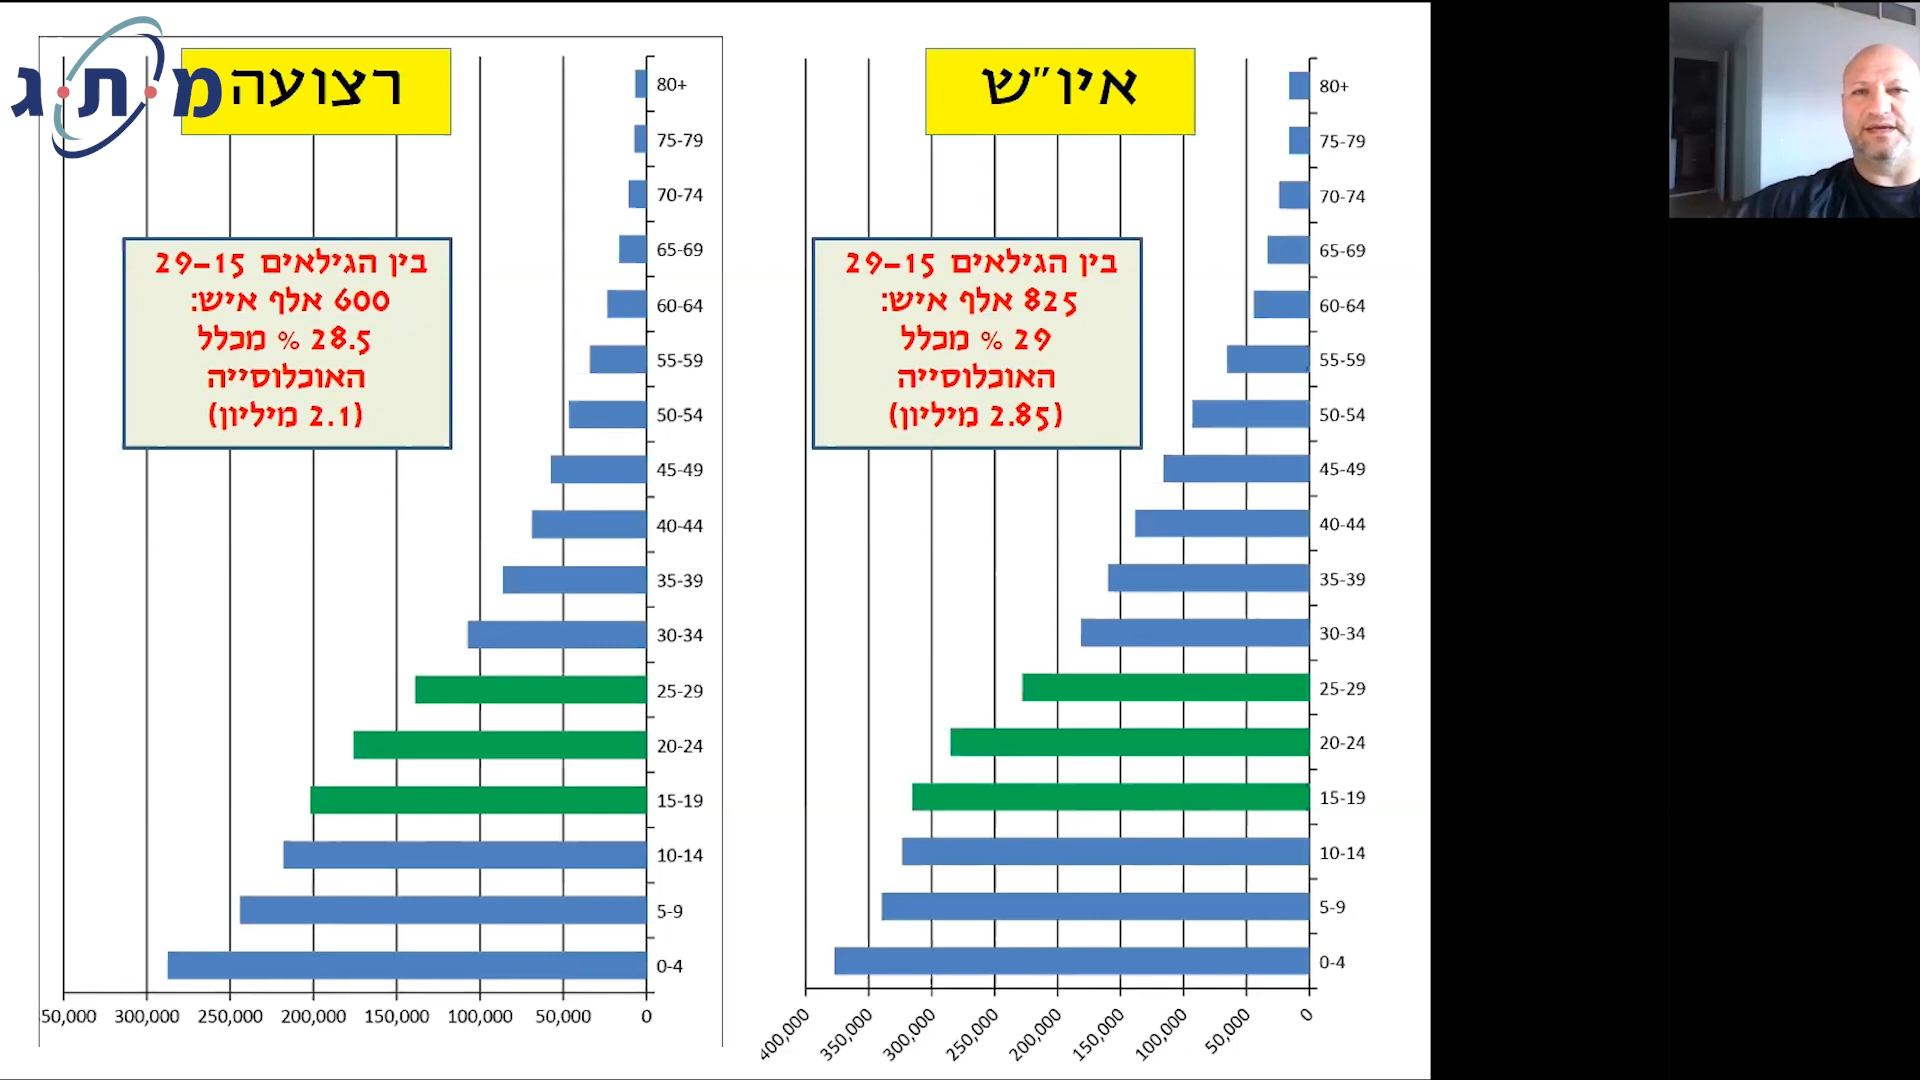 מ.ת.ג
רצועה
בין הגילאים 15–29
600 אלף איש:
28.5 % מכלל
האוכלוסייה
(2.1 מיליון)
80+
75-79
70-74
65-69
60-64
55-59
50-54
45-49
40-44
35-39
30-34
25-29
20-24
15-19
10-14
5-9
0-4
50,000 300,000 250,000 200,000 150,000 100,000 50,000 0
איו"ש
בין הגילאים 15–29
825 אלף איש:
29 % מכלל
האוכלוסייה
(2.85 מיליון)
80+
75-79
70-74
65-69
60-64
55-59
50-54
45-49
40-44
35-39
30-34
25-29
20-24
15-19
10-14
5-9
0-4
400,000 350,000 300,000 250,000 200,000 150,000 100,000 50,000 0